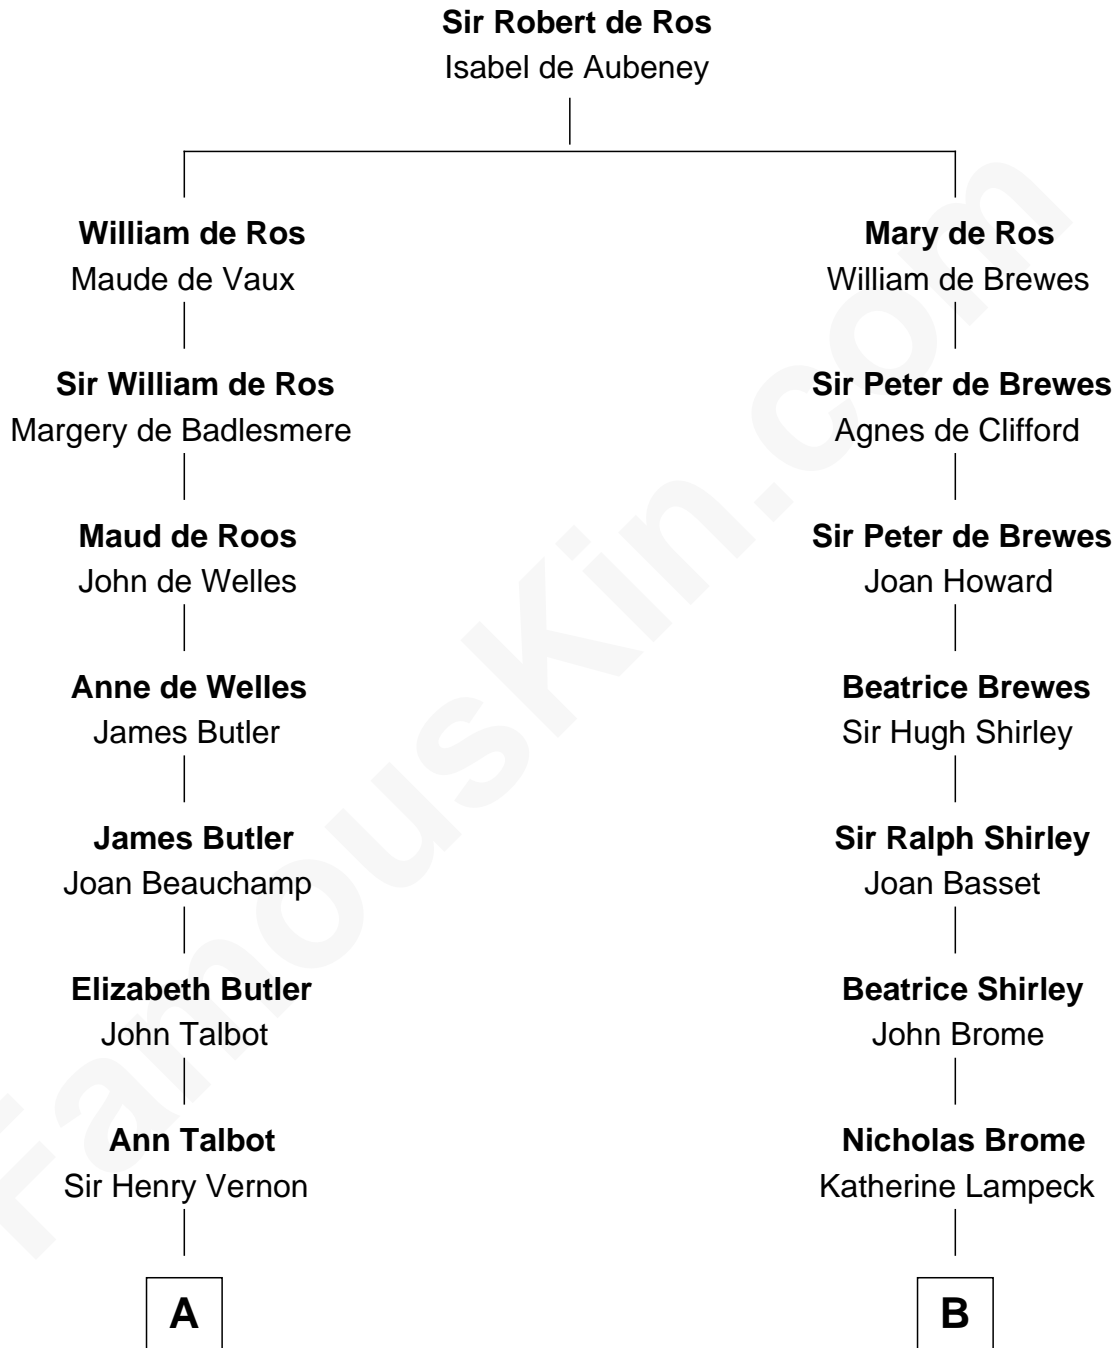 Sir Robert de Ros
Isabel de Aubeney
William de Ros
Maude de Vaux
Mary de Ros
William de Brewes
Sir William de Ros
Margery de Badlesmere
Sir Peter de Brewes
Agnes de Clifford
Maud de Roos
John de Welles
Sir Peter de Brewes
Joan Howard
Anne de Welles
James Butler
Beatrice Brewes
Sir Hugh Shirley
James Butler
Joan Beauchamp
Sir Ralph Shirley
Joan Basset
Elizabeth Butler
John Talbot
Beatrice Shirley
John Brome
Ann Talbot
Sir Henry Vernon
Nicholas Brome
Katherine Lampeck
A
B
FamousKin.com